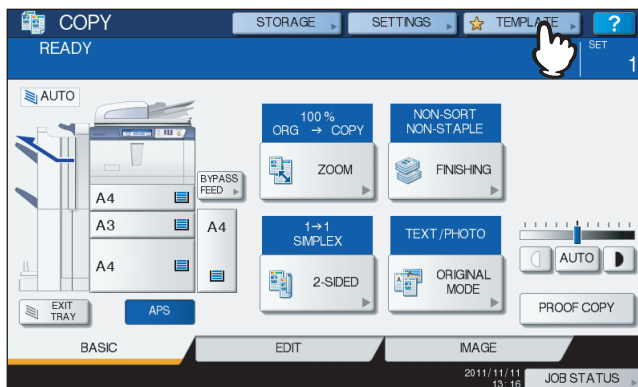 COPY
STORAGE
SETTINGS
TEMPLATE
?
READY
SET
1
AUTO
100 %
ORG → COPY
NON-SORT
NON-STAPLE
ZOOM
FINISHING
BYPASS
FEED
A4
A3
A4
A4
1→1
SIMPLEX
TEXT/PHOTO
2-SIDED
ORIGINAL
MODE
AUTO
EXIT
TRAY
APS
PROOF COPY
BASIC
EDIT
IMAGE
2011/11/11
13:16
JOB STATUS